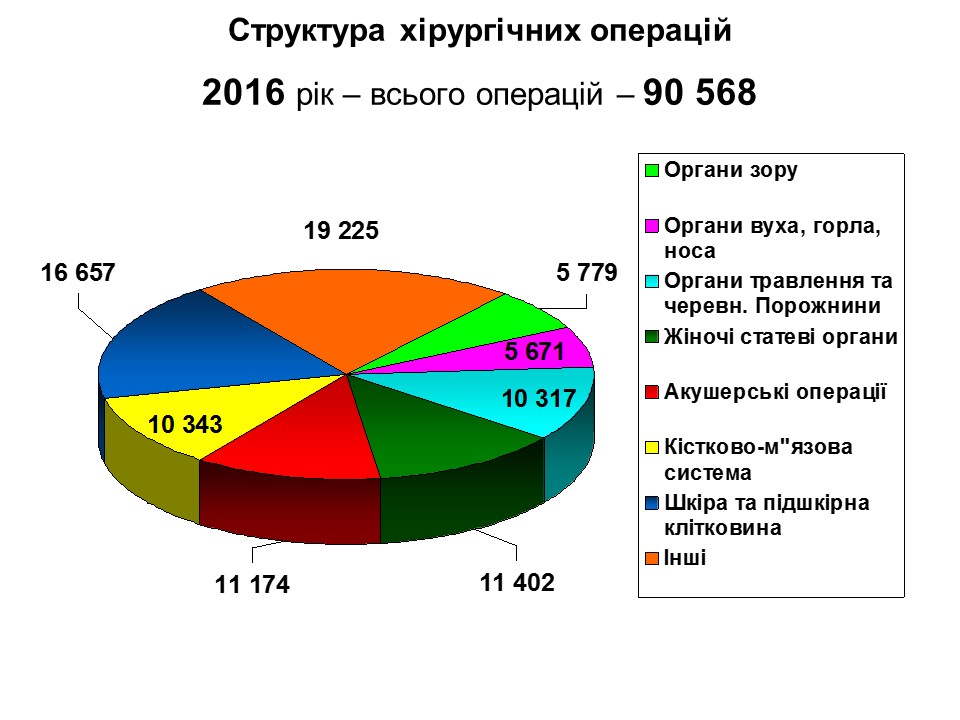 Структура хірургічних операцій
2016 рік – всього операцій – 90 568
19 225
16 657
5 779
5 671
10 317
10 343
11 174
11 402
Органи зору
Органи вуха, горла,
носа
Органи травлення та
черевн. Порожнини
Жіночі статеві органи
Акушерські операції
Кістково-м"язова
система
Шкіра та підшкірна
клітковина
Інші